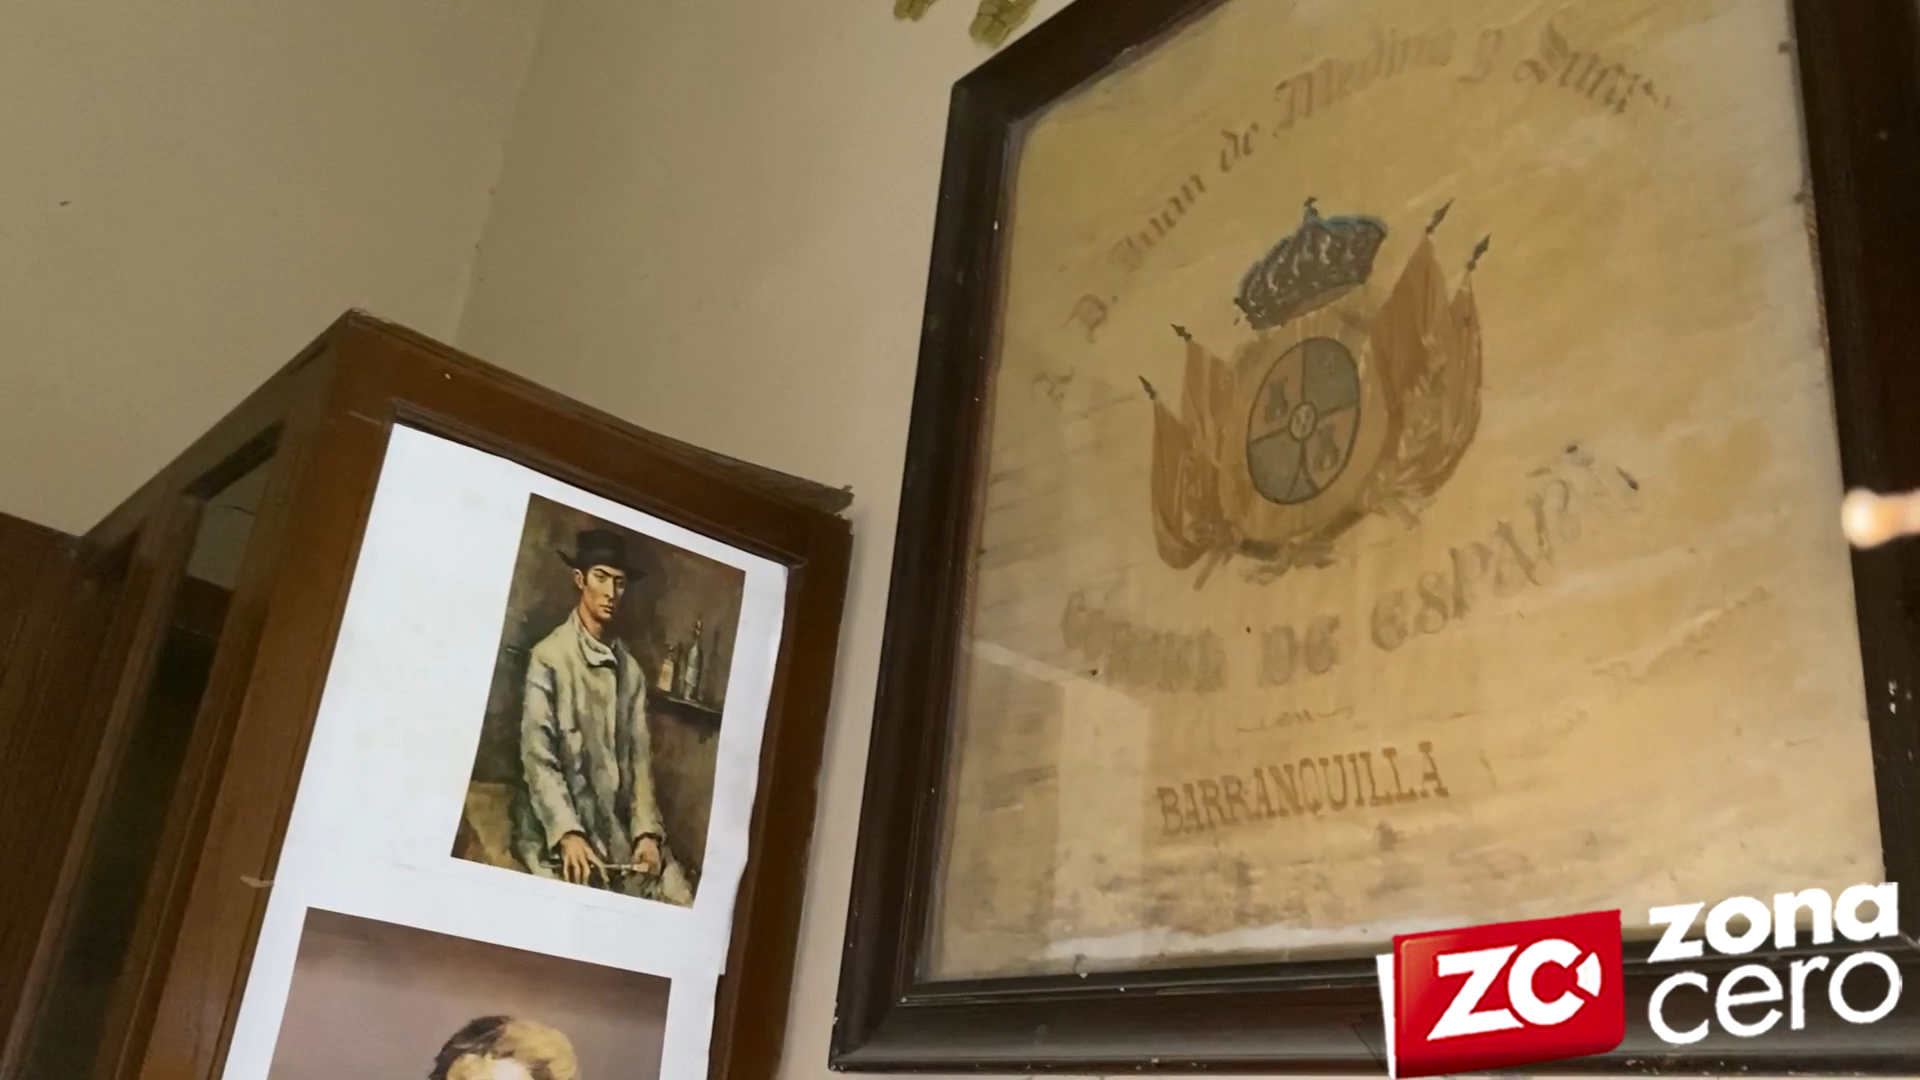 D. Juan de Medina y
DE ESPAÑA
BARRANQUILLA
ZC zona
cero